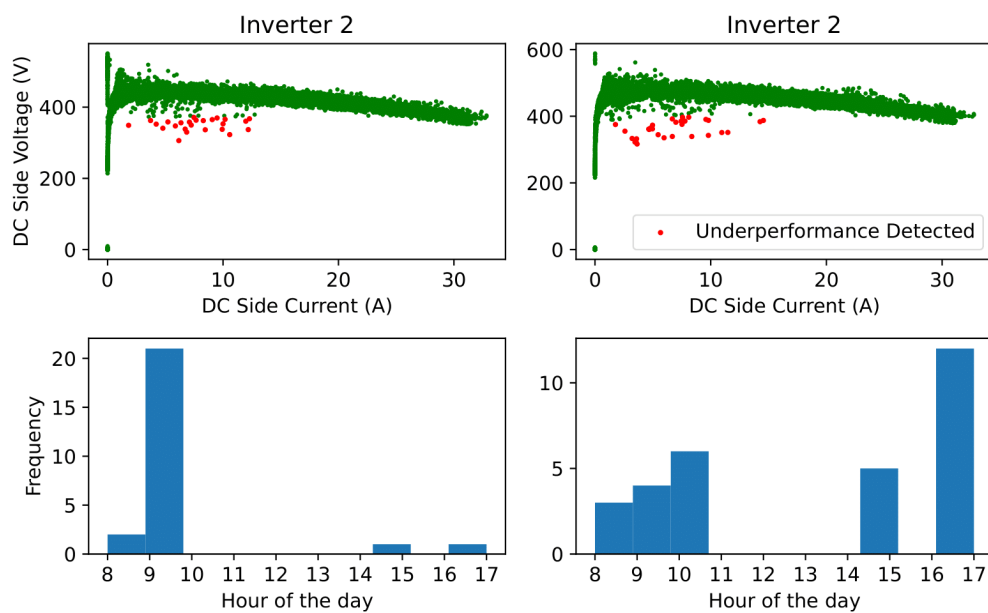 Inverter 2
Inverter 2
DC Side Voltage (V)
400
200
0
0 10 20 30
DC Side Current (A)
600
400
200
0
Underperformance Detected
0 10 20 30
DC Side Current (A)
Frequency
20
15
10
5
0
8 9 10 11 12 13 14 15 16 17
Hour of the day
10
5
0
8 9 10 11 12 13 14 15 16 17
Hour of the day